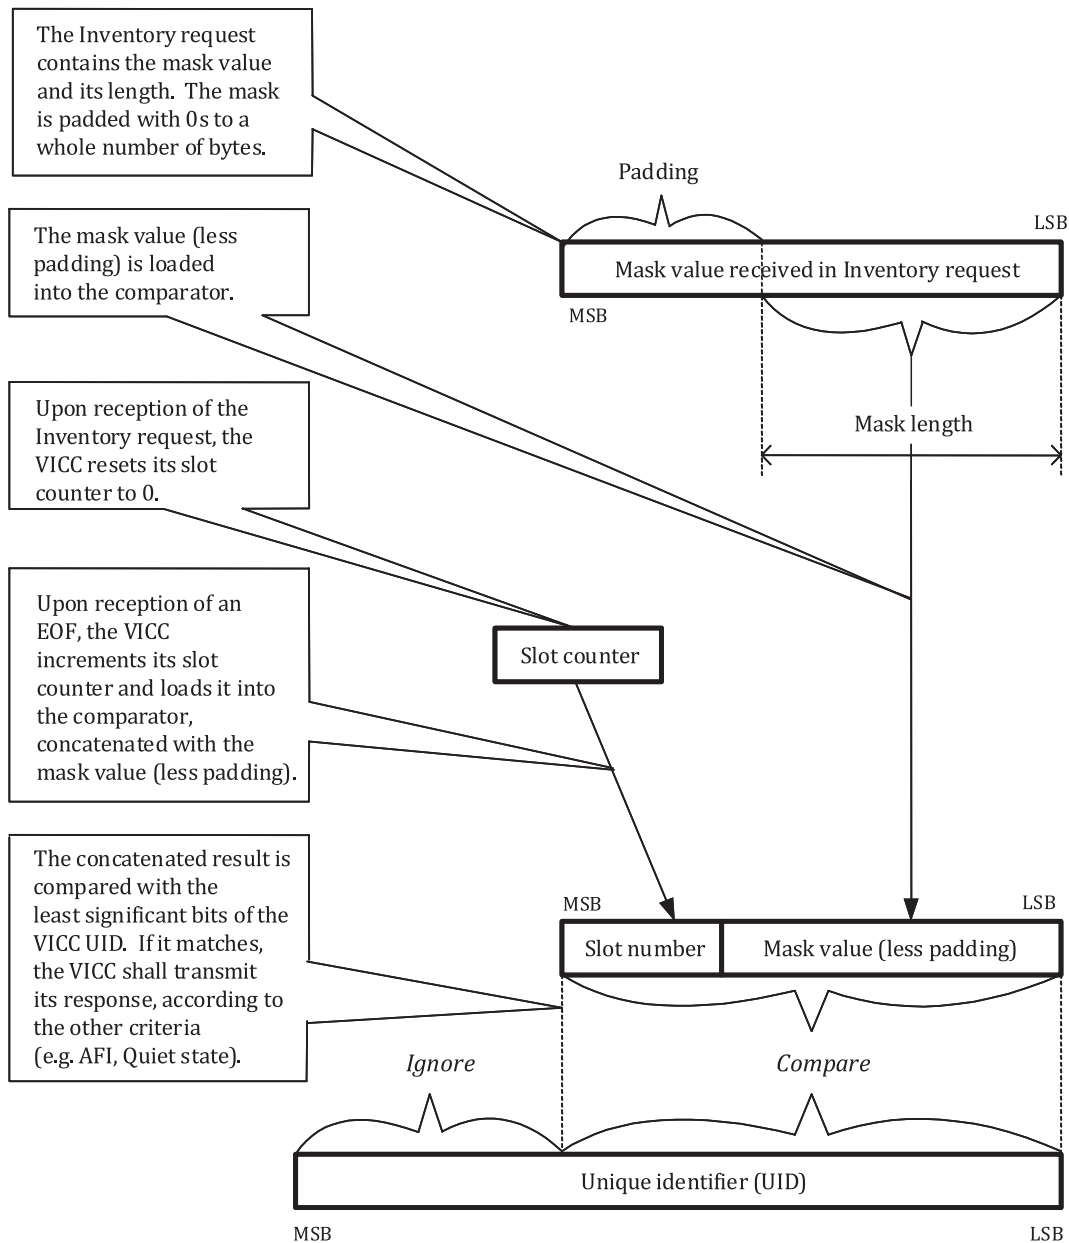 The Inventory request
contains the mask value
and its length. The mask
is padded with 0s to a
whole number of bytes.
Padding
LSB
The mask value (less
padding) is loaded
into the comparator.
Mask value received in Inventory request
MSB
Upon reception of the
Inventory request, the
VICC resets its slot
counter to 0.
Mask length
Upon reception of an
EOF, the VICC
increments its slot
counter and loads it into
the comparator,
concatenated with the
mask value (less padding).
Slot counter
The concatenated result is
compared with the
least significant bits of the
VICC UID. If it matches,
the VICC shall transmit
its response, according to
the other criteria
(e.g. AFI, Quiet state).
MSB
LSB
Slot number
Mask value (less padding)
Ignore
Compare
Unique identifier (UID)
MSB
LSB